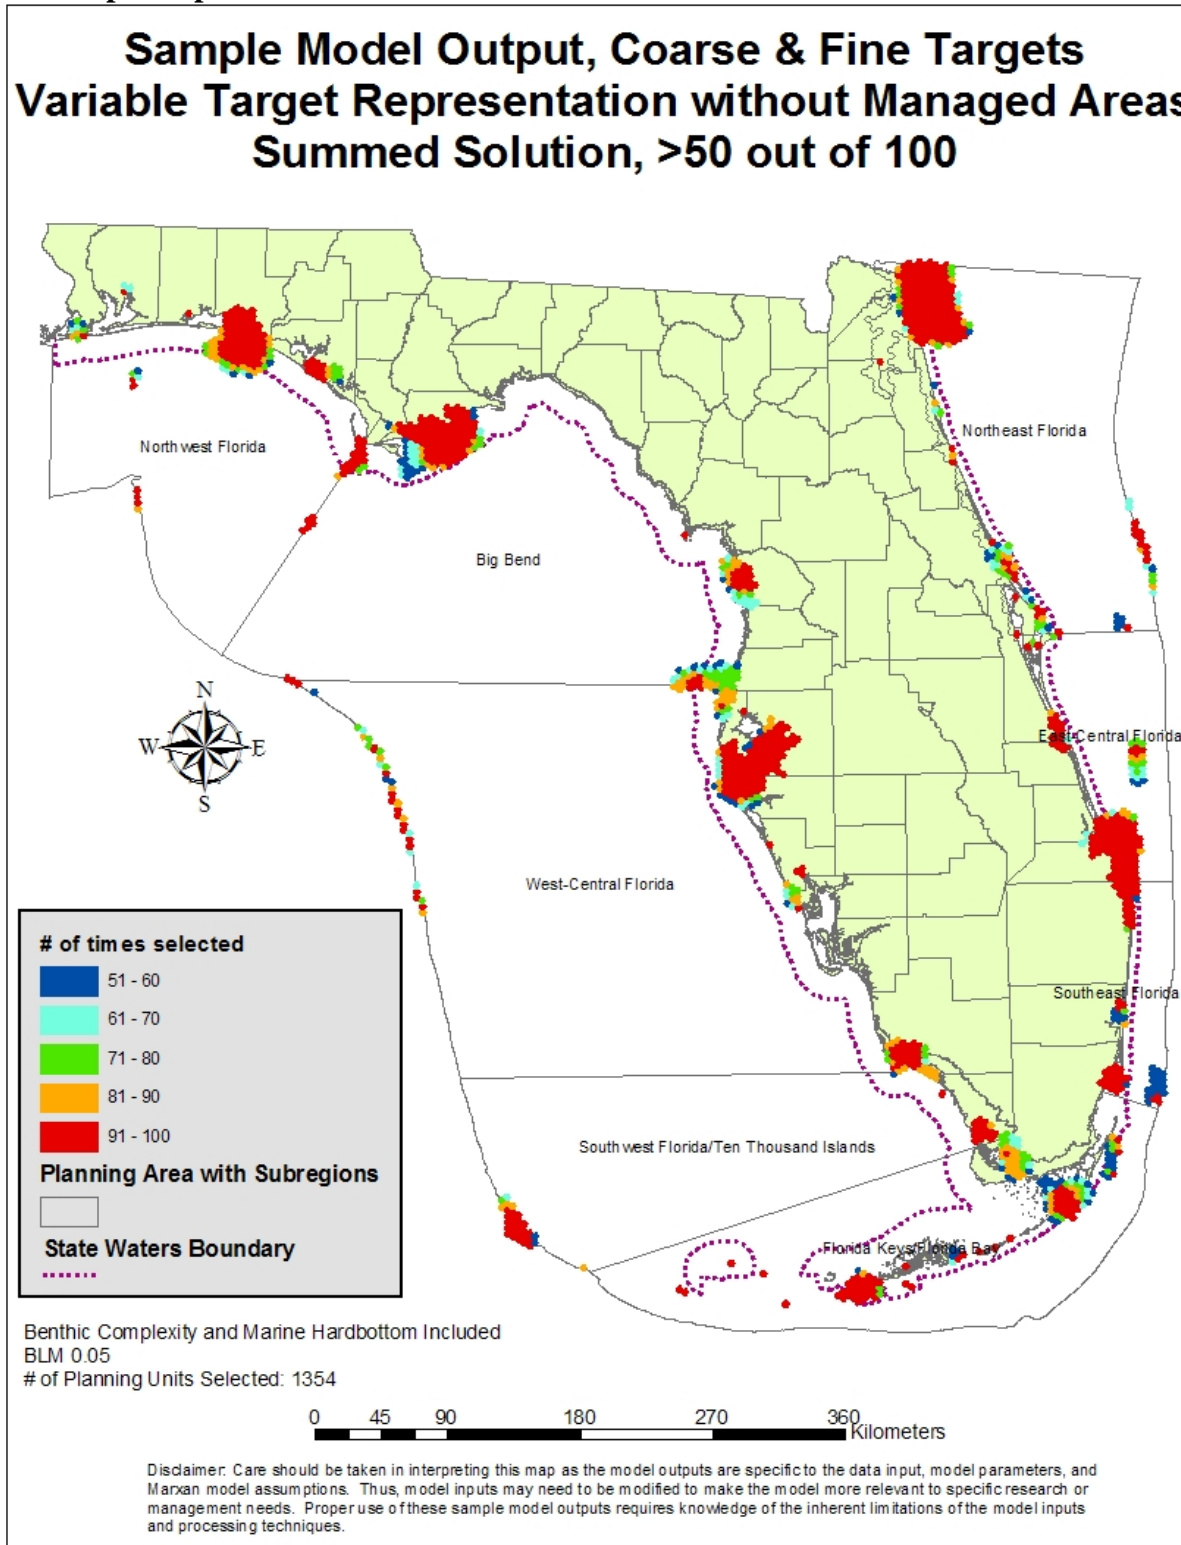 Sample Model Output, Coarse & Fine Targets
Variable Target Representation without Managed Areas
Summed Solution, >50 out of 100
Northwest Florida
Northeast Florida
Big Bend
N
W
E
S
East-Central Florida
West-Central Florida
Southeast Florida
Southwest Florida/Ten Thousand Islands
Florida Keys/Florida Bay
# of times selected
51 - 60
61 - 70
71 - 80
81 - 90
91 - 100
Planning Area with Subregions
State Waters Boundary
Benthic Complexity and Marine Hardbottom Included
BLM 0.05
# of Planning Units Selected: 1354
0 45 90 180 270 360
Kilometers
Disclaimer: Care should be taken in interpreting this map as the model outputs are specific to the data input, model parameters, and
Marxan model assumptions. Thus, model inputs may need to be modified to make the model more relevant to specific research or
management needs. Proper use of these sample model outputs requires knowledge of the inherent limitations of the model inputs
and processing techniques.